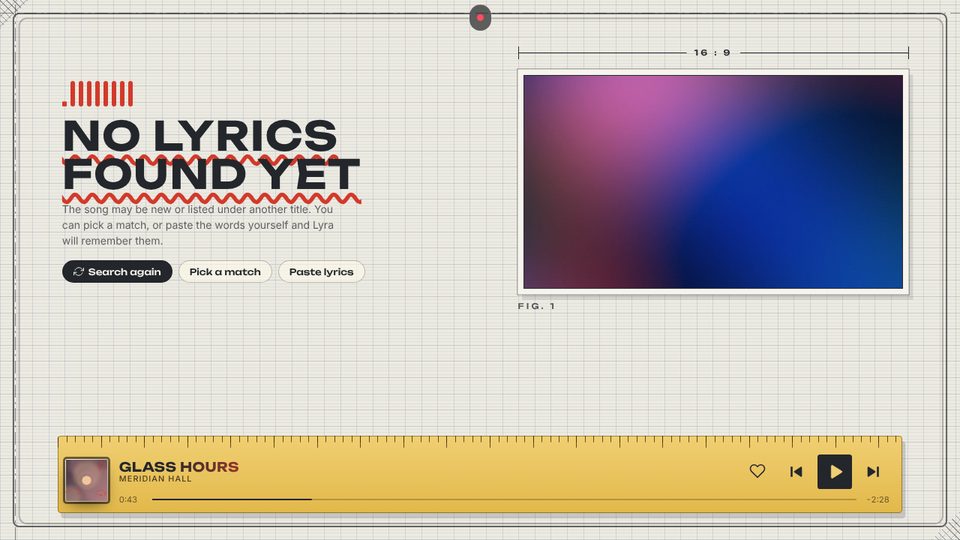 16 : 9
NO LYRICS
FOUND YET
The song may be new or listed under another title. You
can pick a match, or paste the words yourself and Lyra
will remember them.
Search again
Pick a match
Paste lyrics
FIG. 1
GLASS HOURS
MERIDIAN HALL
0:43
-2:28